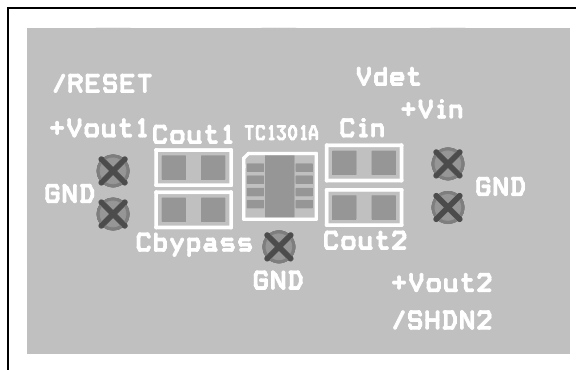 /RESET
Vdet
+Vin
+Vout1
Cout1
TC1301A
Cin
GND
GND
Cbypass
Cout2
GND
+Vout2
/SHDN2